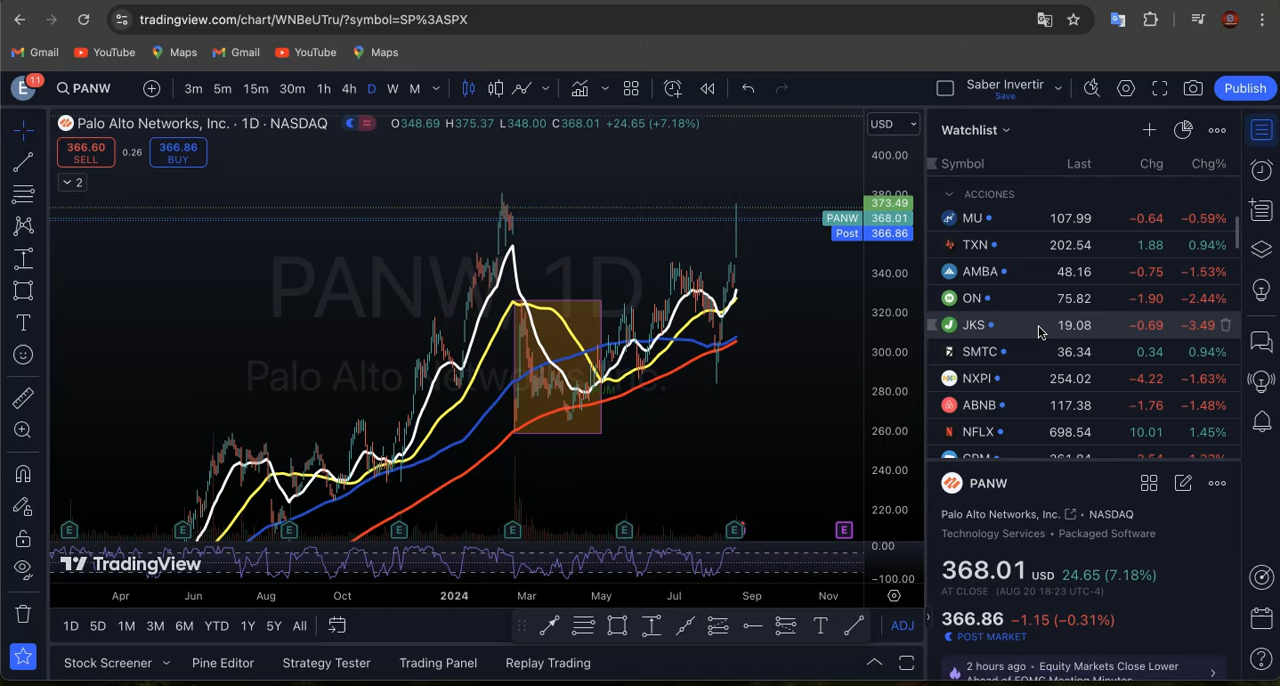 tradingview.com/chart/WNBeUTru/?symbol=SP%3ASPX
Gmail YouTube Maps Gmail YouTube Maps
E 11 PANW 3m 5m 15m 30m 1h 4h D W M Saber Invertir Save Publish
Palo Alto Networks, Inc. · 1D · NASDAQ O348.69 H375.37 L348.00 C368.01 +24.65 (+7.18%) USD
366.60 SELL 0.26 366.86 BUY
2
400.00
380.00
373.49
PANW 368.01
Post 366.86
340.00
320.00
300.00
280.00
260.00
240.00
220.00
PANW, 1D
Palo Alto Networks, Inc.
E E E E E E E E
0.00
TradingView
−100.00
Apr Jun Aug Oct 2024 Mar May Jul Sep Nov
1D 5D 1M 3M 6M YTD 1Y 5Y All ADJ
Stock Screener Pine Editor Strategy Tester Trading Panel Replay Trading
Watchlist
Symbol Last Chg Chg%
ACCIONES
MU 107.99 −0.64 −0.59%
TXN 202.54 1.88 0.94%
AMBA 48.16 −0.75 −1.53%
ON 75.82 −1.90 −2.44%
JKS 19.08 −0.69 −3.49
SMTC 36.34 0.34 0.94%
NXPI 254.02 −4.22 −1.63%
ABNB 117.38 −1.76 −1.48%
NFLX 698.54 10.01 1.45%
PANW
Palo Alto Networks, Inc. • NASDAQ
Technology Services • Packaged Software
368.01 USD 24.65 (7.18%)
AT CLOSE (AUG 20 18:23 UTC-4)
366.86 −1.15 (−0.31%)
POST MARKET
2 hours ago • Equity Markets Close Lower
Ahead of FOMC Meeting Minutes